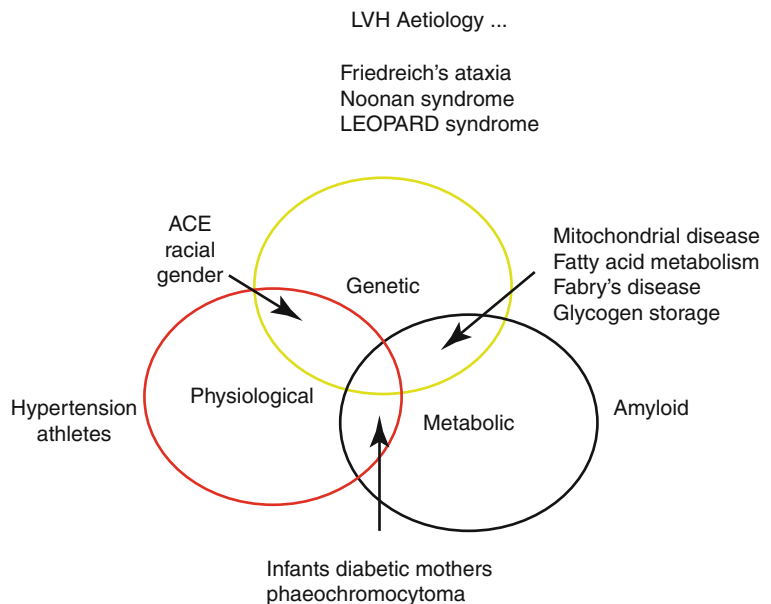 LVH Aetiology ...
Friedreich’s ataxia
Noonan syndrome
LEOPARD syndrome
ACE
racial
gender
Mitochondrial disease
Fatty acid metabolism
Fabry’s disease
Glycogen storage
Genetic
Physiological
Metabolic
Hypertension
athletes
Amyloid
Infants diabetic mothers
phaeochromocytoma